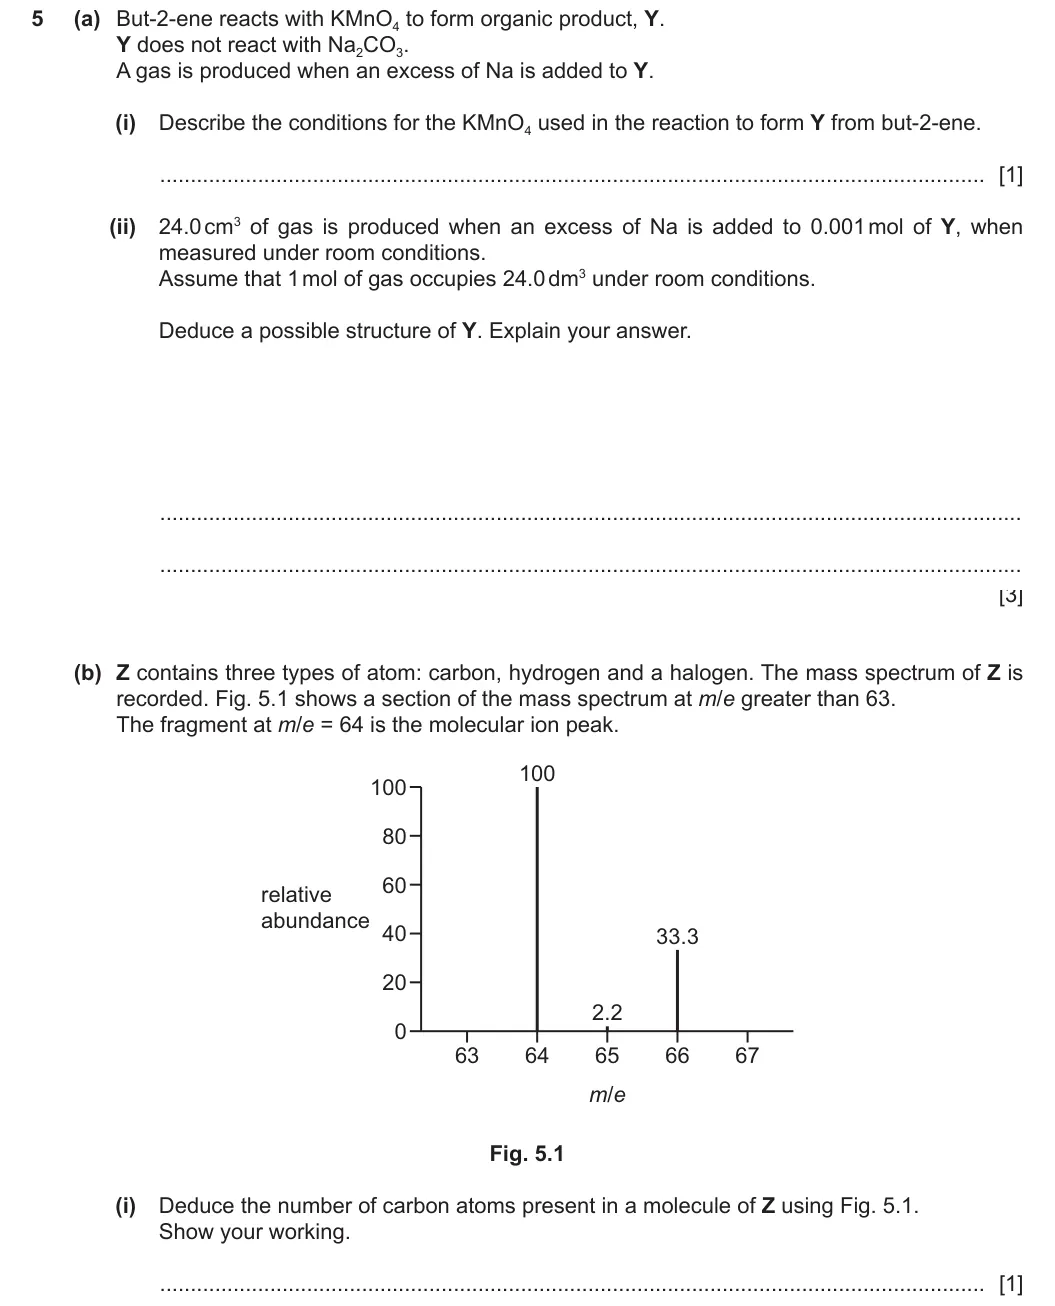 5 (a) But-2-ene reacts with KMnO₄ to form organic product, Y.
Y does not react with Na₂CO₃.
A gas is produced when an excess of Na is added to Y.
(i) Describe the conditions for the KMnO₄ used in the reaction to form Y from but-2-ene.
[1]
(ii) 24.0 cm³ of gas is produced when an excess of Na is added to 0.001 mol of Y, when
measured under room conditions.
Assume that 1 mol of gas occupies 24.0 dm³ under room conditions.
Deduce a possible structure of Y. Explain your answer.
[3]
(b) Z contains three types of atom: carbon, hydrogen and a halogen. The mass spectrum of Z is
recorded. Fig. 5.1 shows a section of the mass spectrum at m/e greater than 63.
The fragment at m/e = 64 is the molecular ion peak.
100
100
80
60
relative
abundance
40
33.3
20
2.2
0
63 64 65 66 67
m/e
Fig. 5.1
(i) Deduce the number of carbon atoms present in a molecule of Z using Fig. 5.1.
Show your working.
[1]